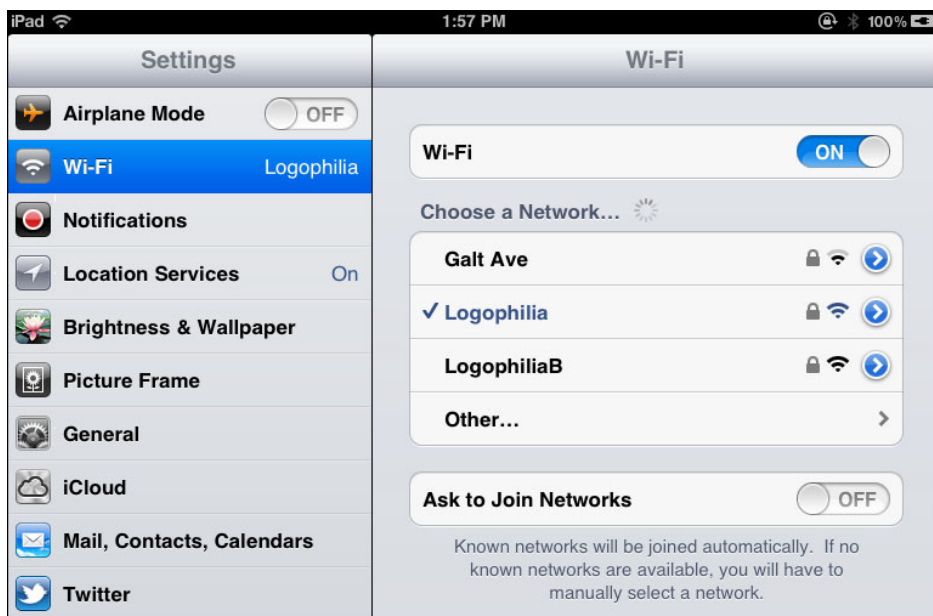 iPad
1:57 PM
100%
Settings
Airplane Mode OFF
Wi-Fi Logophilia
Notifications
Location Services On
Brightness & Wallpaper
Picture Frame
General
iCloud
Mail, Contacts, Calendars
Twitter
Wi-Fi
Wi-Fi ON
Choose a Network...
Galt Ave
Logophilia
LogophiliaB
Other...
Ask to Join Networks OFF
Known networks will be joined automatically. If no
known networks are available, you will have to
manually select a network.